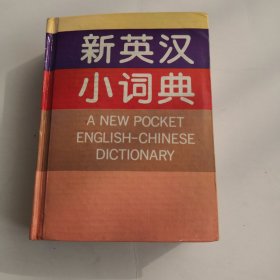 新英汉
小词典
A NEW POCKET
ENGLISH-CHINESE
DICTIONARY